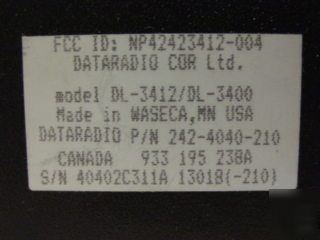 FCC ID: NP42423412-004
DATARADIO COR Ltd.
model DL-3412/DL-3400
Made in WASECA,MN USA
DATARADIO P/N 242-4040-210
CANADA 933 195 238A
S/N 40402C311A 13018(-210)